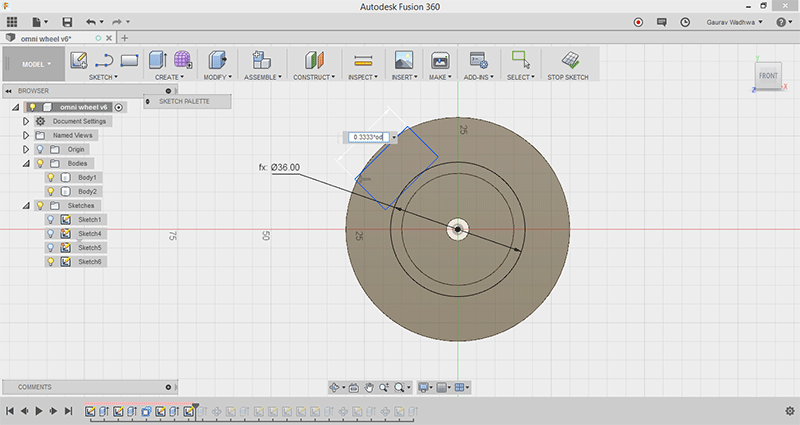 Autodesk Fusion 360
omni wheel v6*
Gaurav Wadhwa
MODEL
SKETCH
CREATE
MODIFY
ASSEMBLE
CONSTRUCT
INSPECT
INSERT
MAKE
ADD-INS
SELECT
STOP SKETCH
BROWSER
SKETCH PALETTE
omni wheel v6
Document Settings
Named Views
Origin
Bodies
Body1
Body2
Sketches
Sketch1
Sketch4
Sketch5
Sketch6
FRONT
Y
Z
X
0.3333*od
fx: Ø36.00
25
75
50
25
COMMENTS